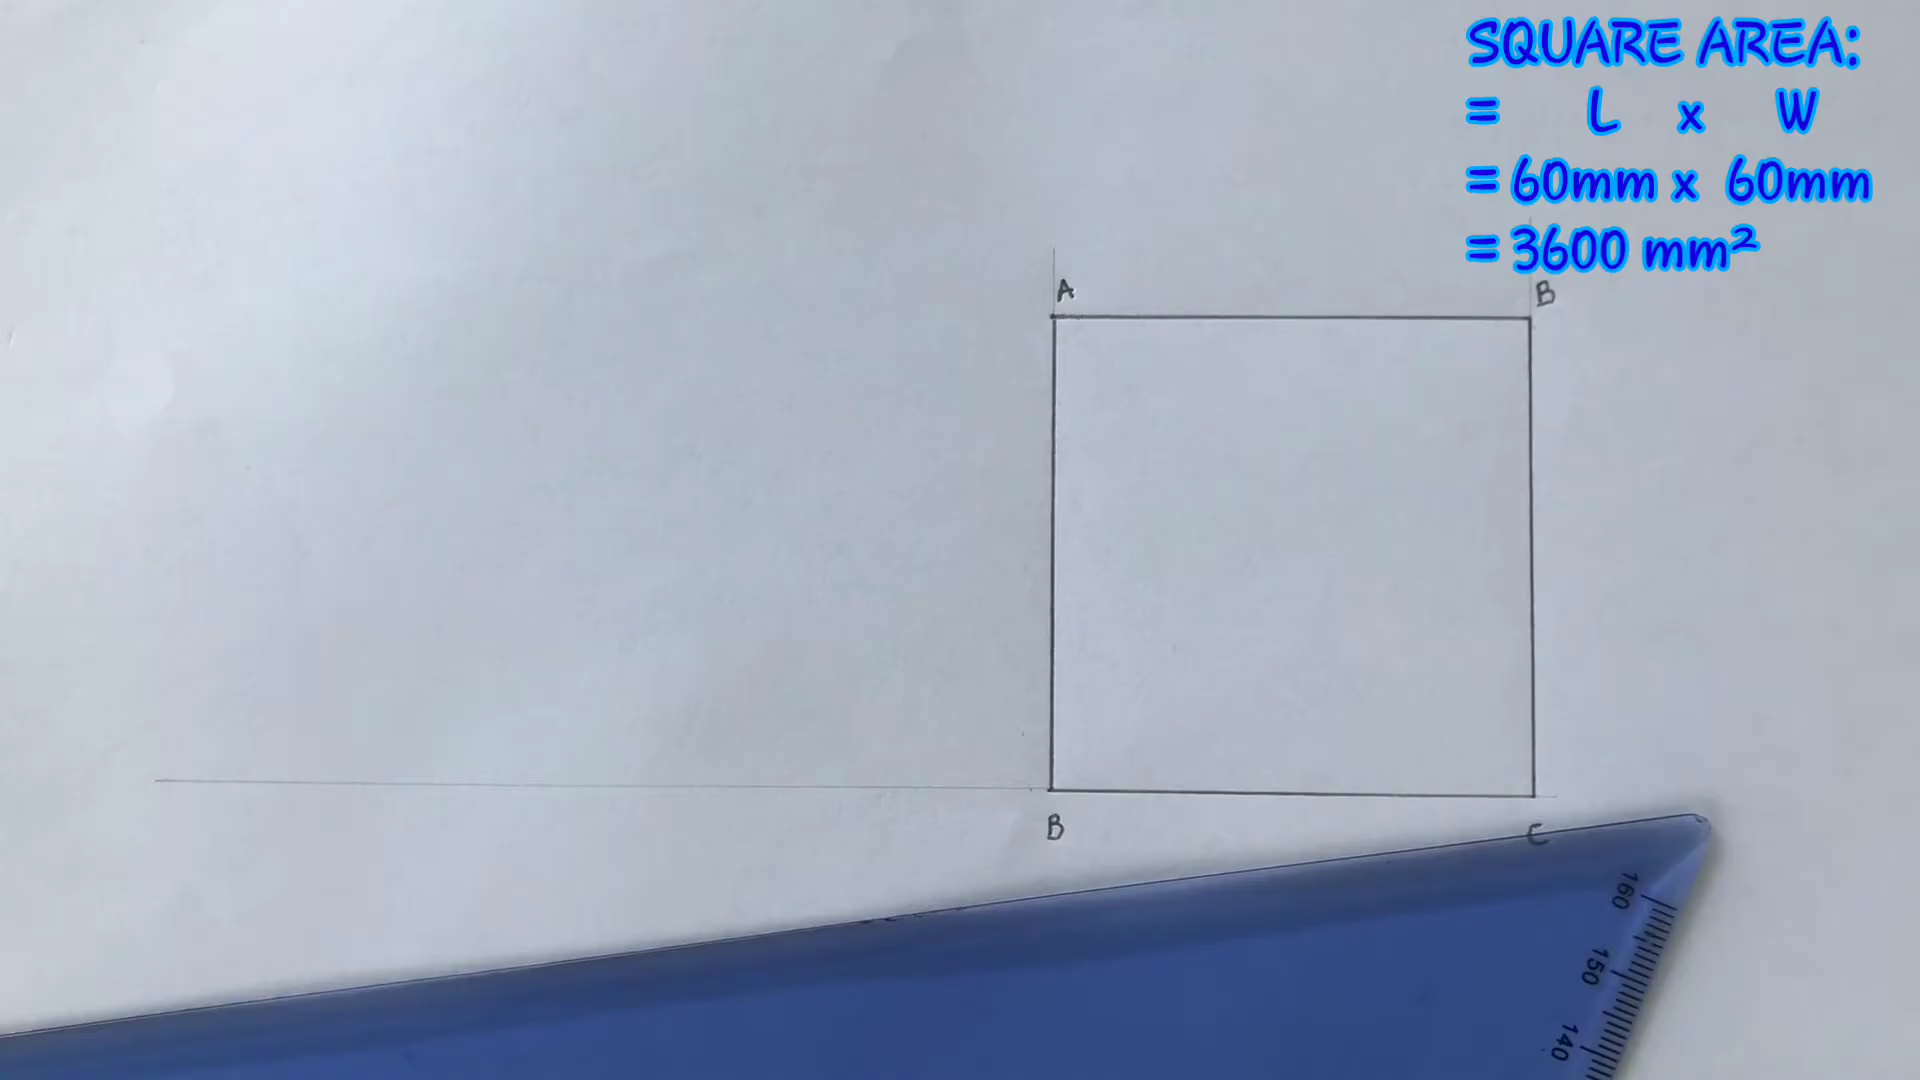 SQUARE AREA:
= L x W
= 60mm x 60mm
= 3600 mm²
A B
B C
160
150
140